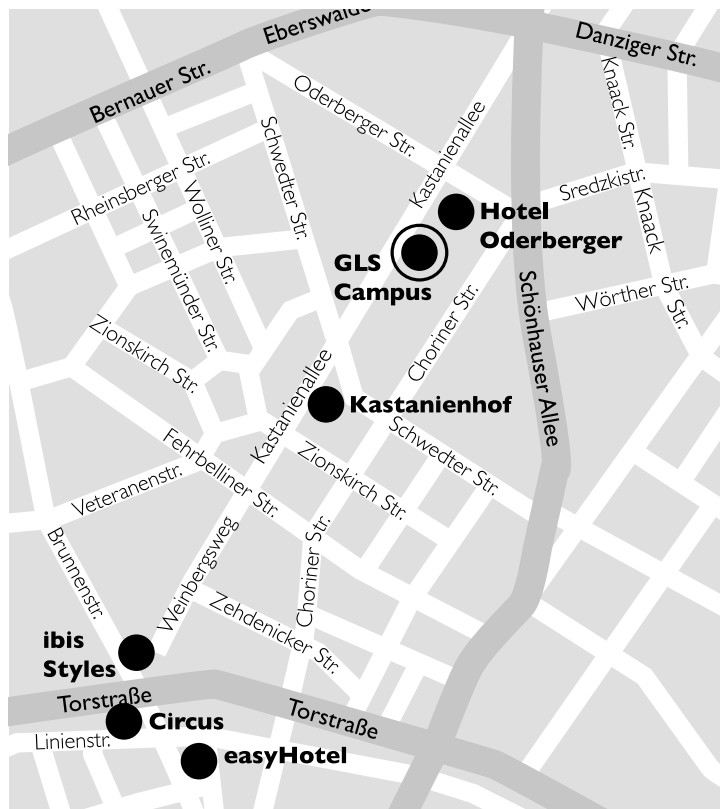 Eberswalde
Danziger Str.
Bernauer Str.
Knaack Str.
Oderberger Str.
Kastanienallee
Schwedter Str.
Rheinsberger Str.
Sredzkistr.
Wolliner Str.
Knaack
Str.
Swinemünder Str.
Hotel
Oderberger
GLS
Campus
Schönhauser Allee
Wörther Str.
Choriner Str.
Zionskirch Str.
Kastanienallee
Kastanienhof
Schwedter Str.
Fehrbelliner Str.
Zionskirch Str.
Veteranenstr.
Brunnenstr.
Weinbergsweg
Choriner Str.
Zehdenicker Str.
ibis
Styles
Torstraße
Circus
Torstraße
Linienstr.
easyHotel